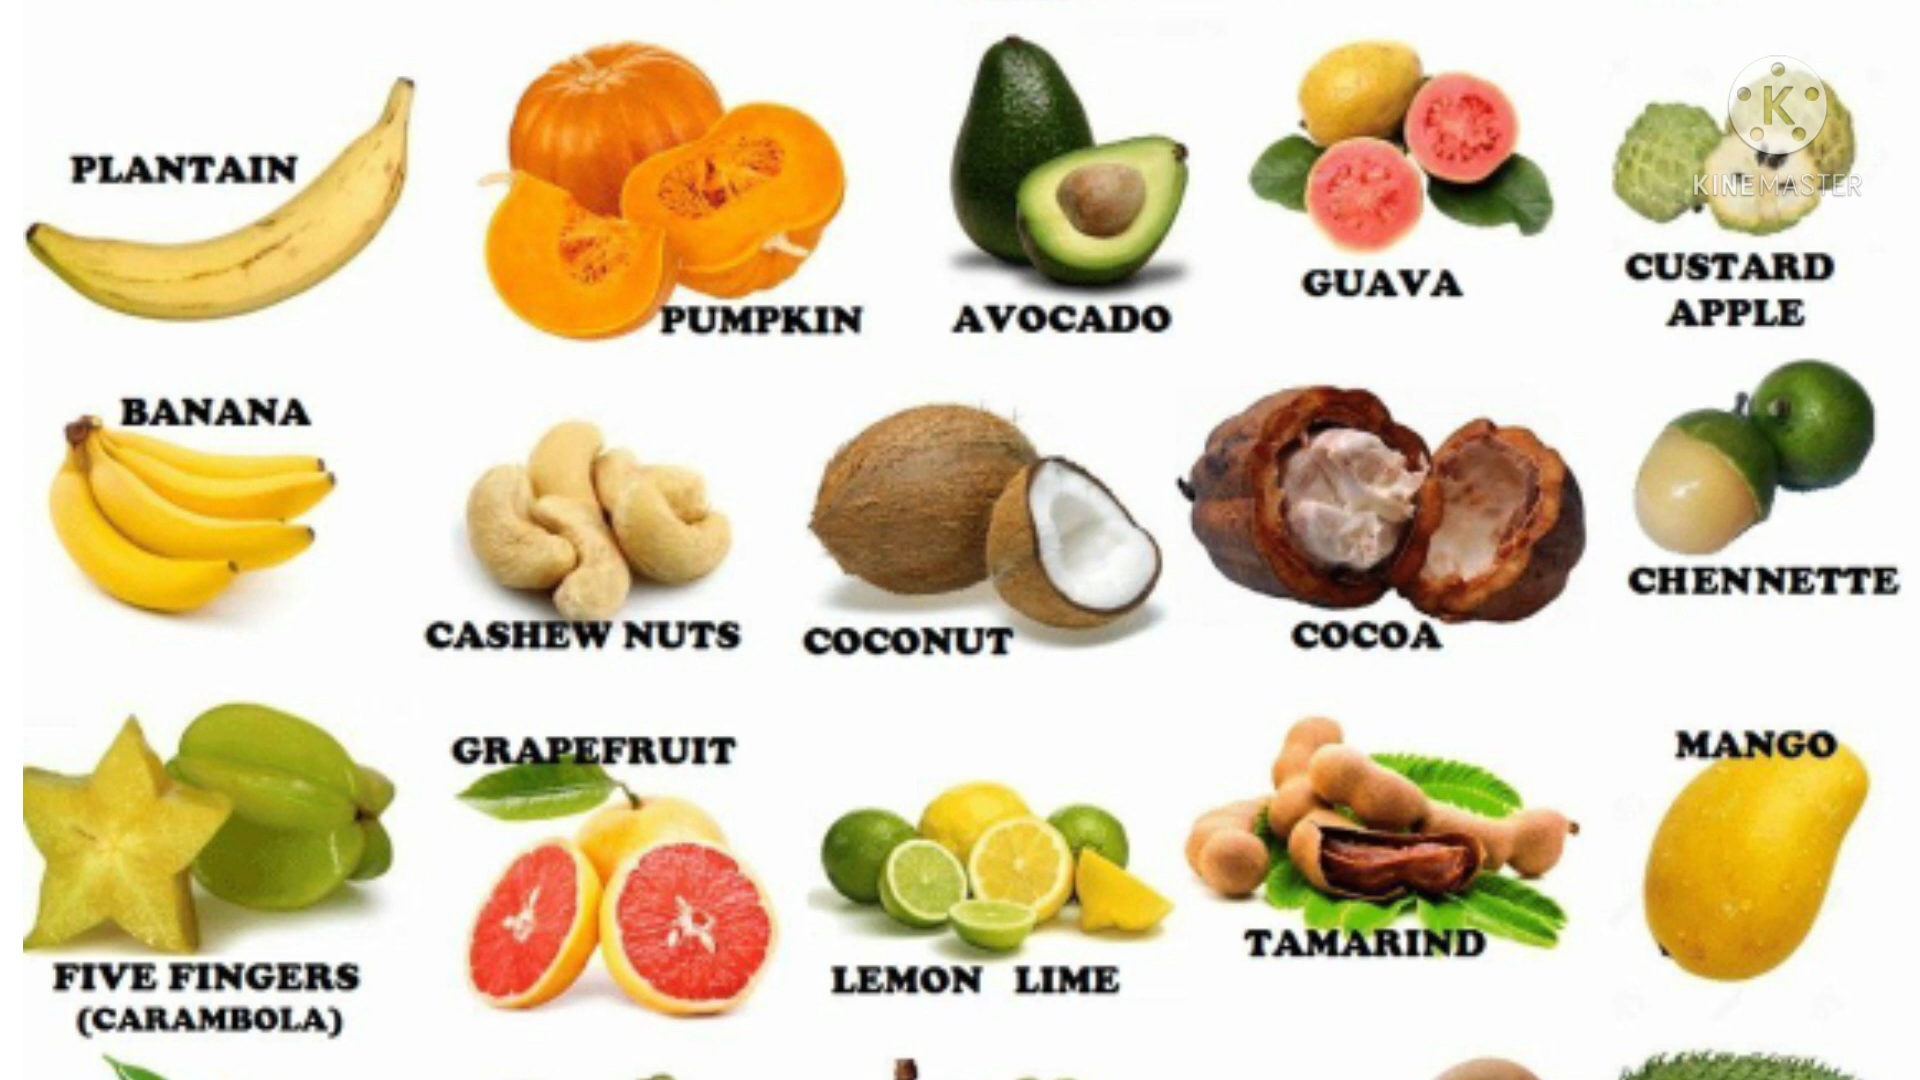 PLANTAIN
PUMPKIN
AVOCADO
GUAVA
CUSTARD
APPLE
K
KINEMASTER
BANANA
CASHEW NUTS
COCONUT
COCOA
CHENNETTE
FIVE FINGERS
(CARAMBOLA)
GRAPEFRUIT
LEMON LIME
TAMARIND
MANGO